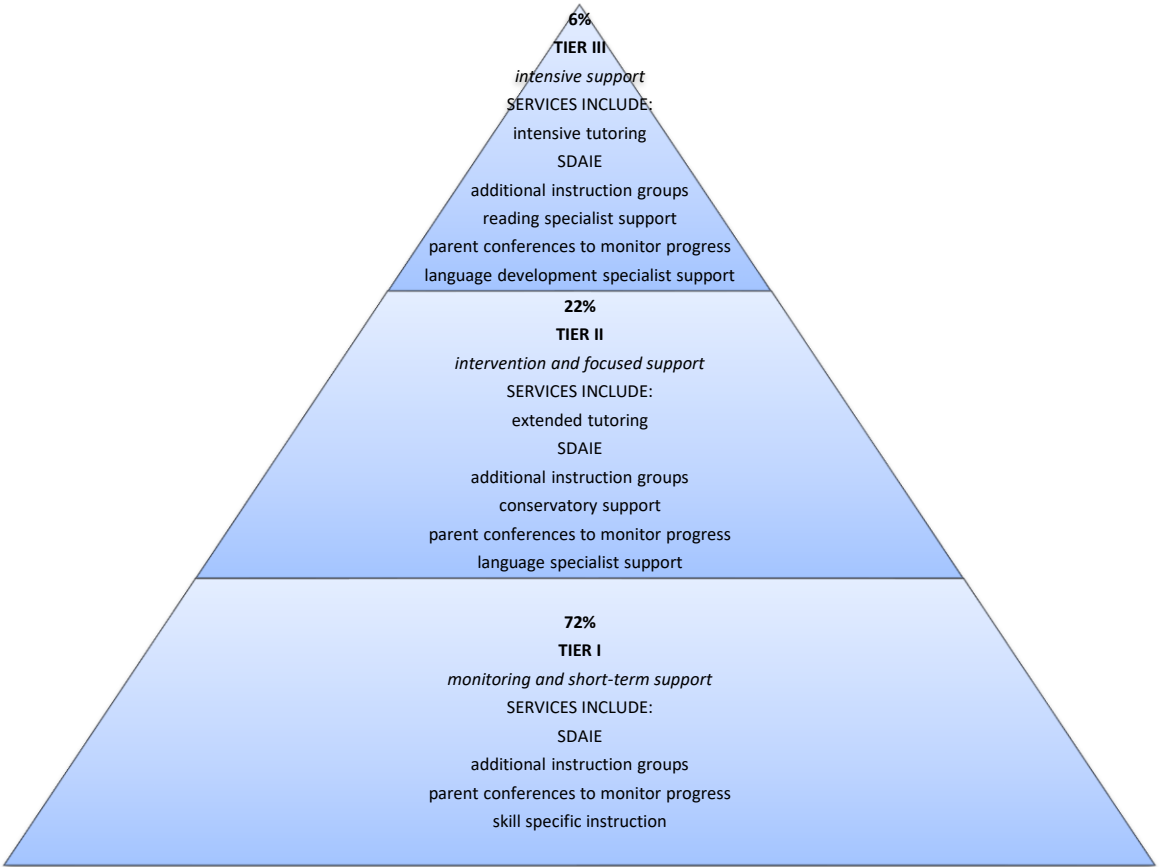 6%
TIER III
intensive support
SERVICES INCLUDE:
intensive tutoring
SDAIE
additional instruction groups
reading specialist support
parent conferences to monitor progress
language development specialist support
22%
TIER II
intervention and focused support
SERVICES INCLUDE:
extended tutoring
SDAIE
additional instruction groups
conservatory support
parent conferences to monitor progress
language specialist support
72%
TIER I
monitoring and short-term support
SERVICES INCLUDE:
SDAIE
additional instruction groups
parent conferences to monitor progress
skill specific instruction